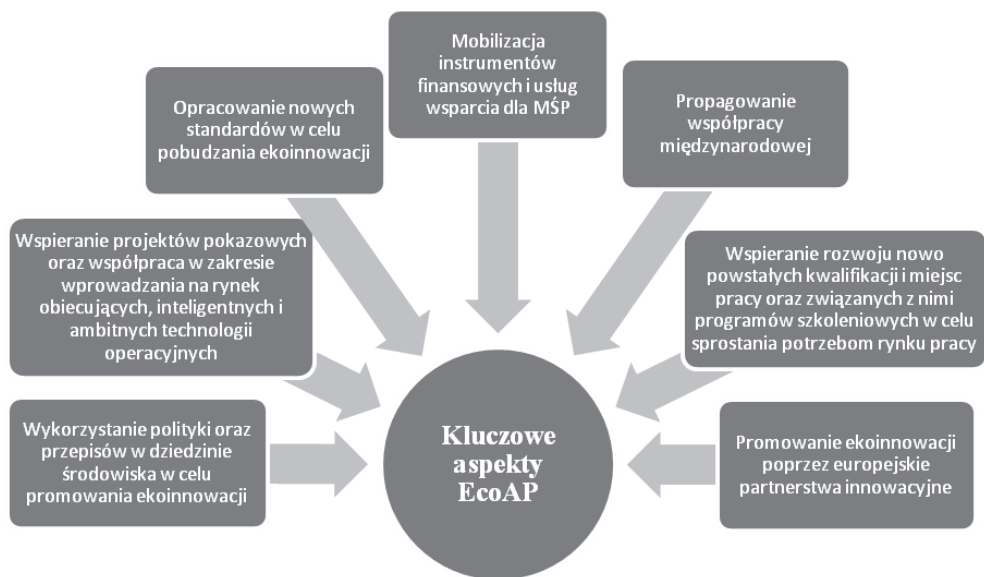 Mobilizacja
instrumentów
finansowych i usług
wsparcia dla MŚP
Opracowanie nowych
standardów w celu
pobudzania ekoinnowacji
Propagowanie
współpracy
międzynarodowej
Wspieranie projektów pokazowych
oraz współpraca w zakresie
wprowadzania na rynek
obiecujących, inteligentnych i
ambitnych technologii
operacyjnych
Wspieranie rozwoju nowo
powstałych kwalifikacji i miejsc
pracy oraz związanych z nimi
programów szkoleniowych w celu
sprostania potrzebom rynku pracy
Wykorzystanie polityki oraz
przepisów w dziedzinie
środowiska w celu
promowania ekoinnowacji
Kluczowe
aspekty
EcoAP
Promowanie ekoinnowacji
poprzez europejskie
partnerstwa innowacyjne